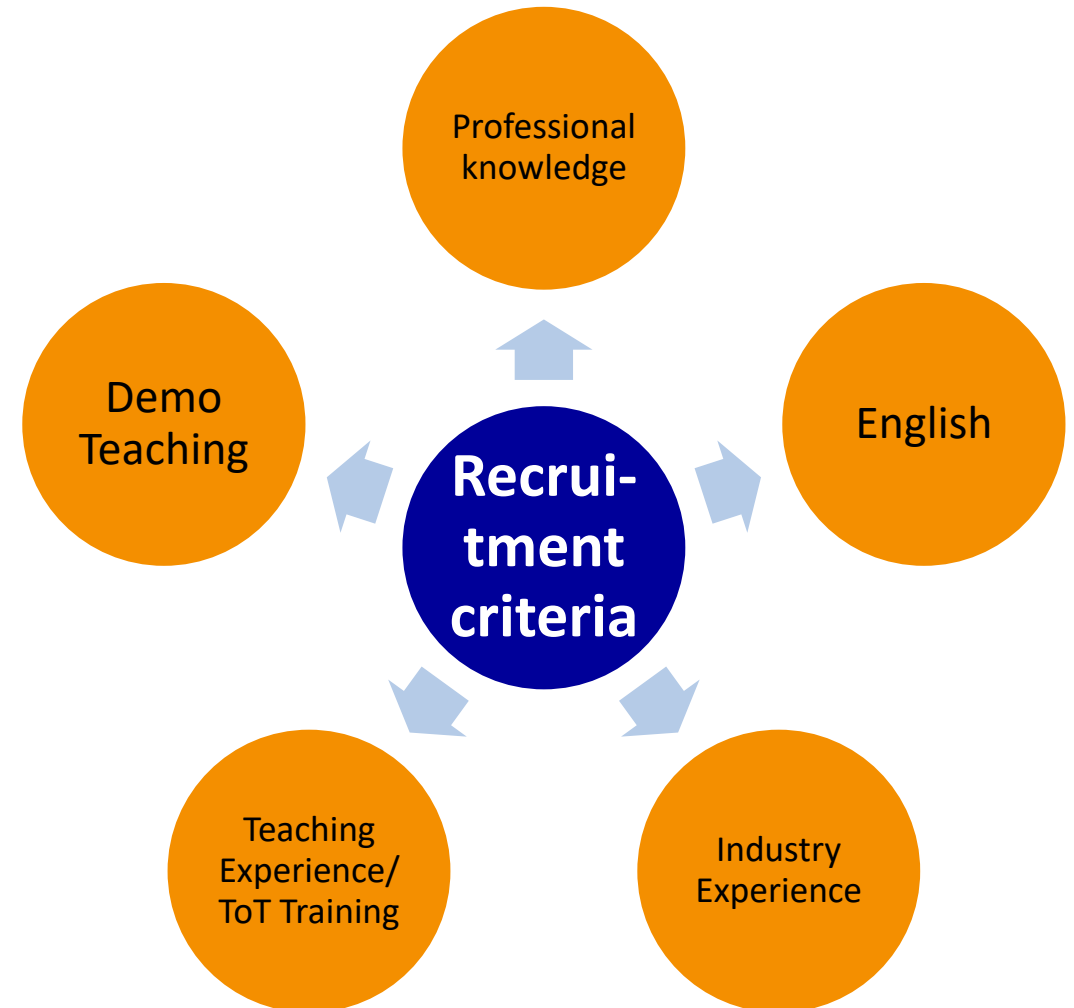 Professional
knowledge
Demo
Teaching
English
Recrui-
tment
criteria
Teaching
Experience/
ToT Training
Industry
Experience